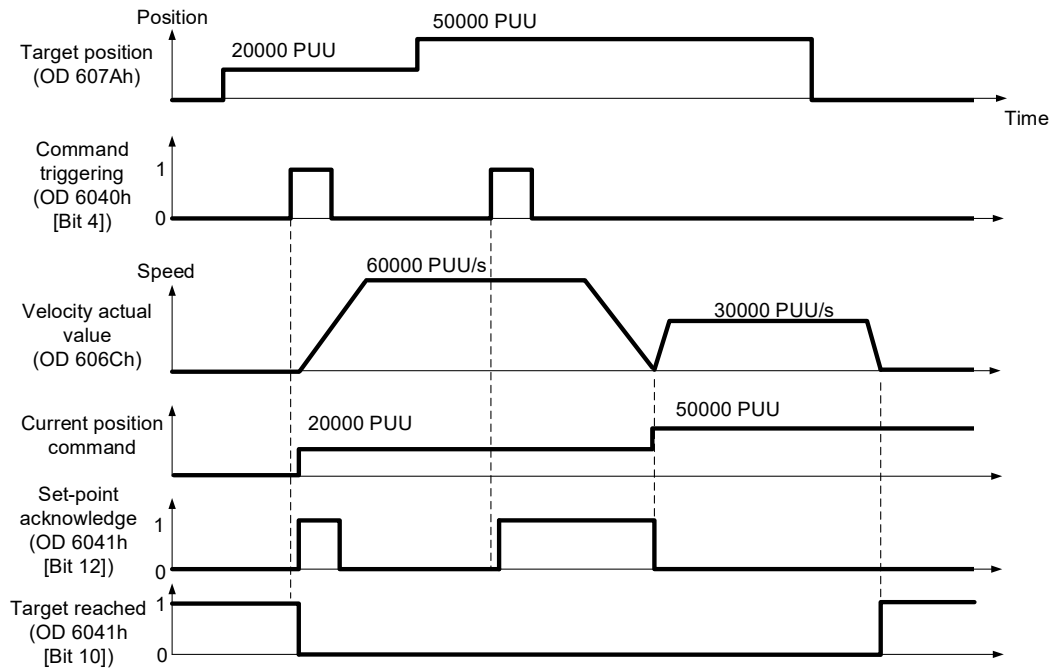 Position
Target position
(OD 607Ah)
20000 PUU
50000 PUU
Time
Command
triggering
(OD 6040h
[Bit 4])
1
0
Speed
Velocity actual
value
(OD 606Ch)
60000 PUU/s
30000 PUU/s
Current position
command
20000 PUU
50000 PUU
Set-point
acknowledge
(OD 6041h
[Bit 12])
1
0
Target reached
(OD 6041h
[Bit 10])
1
0